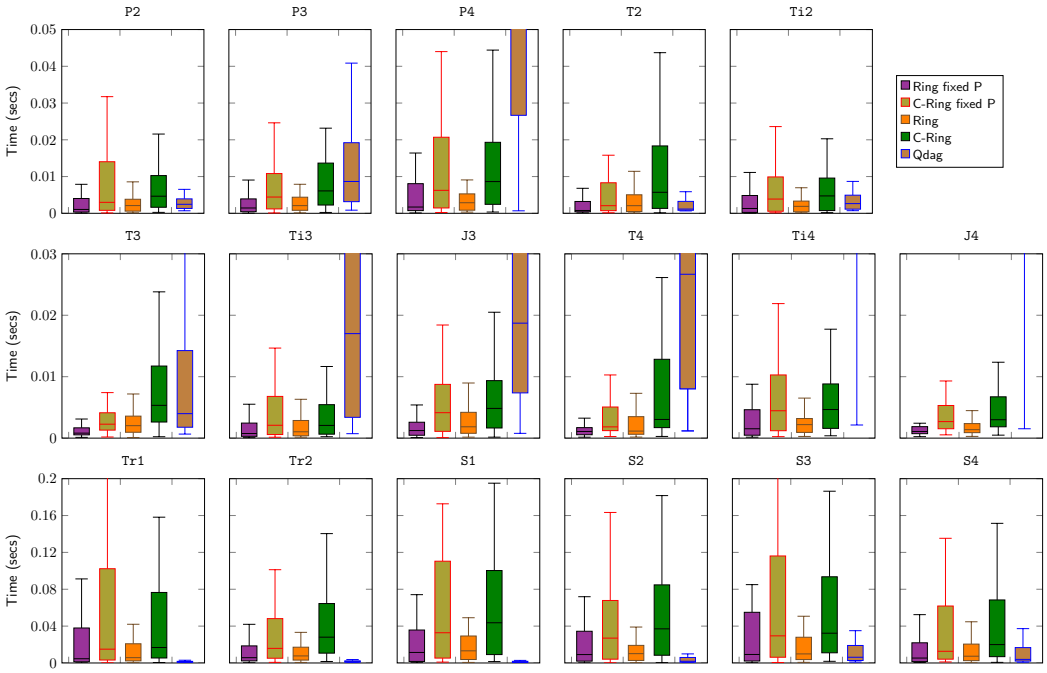 P2 P3 P4 T2 Ti2
0.05
0.04
0.03
0.02
0.01
0
Time (secs)
Ring fixed P
C-Ring fixed P
Ring
C-Ring
Qdag
T3 Ti3 J3 T4 Ti4 J4
0.03
0.02
0.01
0
Time (secs)
Tr1 Tr2 S1 S2 S3 S4
0.2
0.16
0.12
0.08
0.04
0
Time (secs)